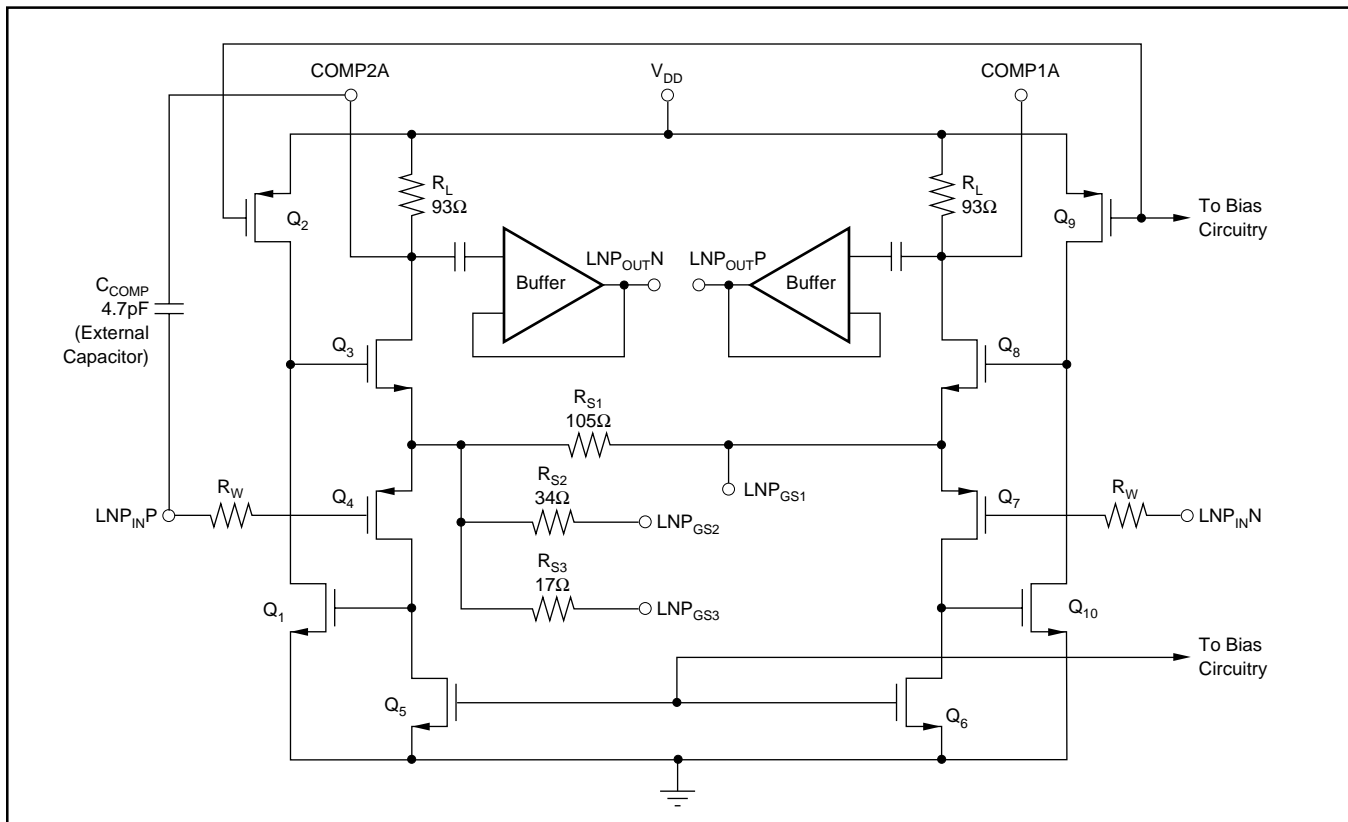 COMP2A
V_DD
COMP1A
R_L
93Ω
R_L
93Ω
Q_2
Q_9
To Bias
Circuitry
C_COMP
4.7pF
(External
Capacitor)
Buffer
LNP_OUTN
LNP_OUTP
Buffer
Q_3
Q_8
R_S1
105Ω
R_W
Q_4
R_S2
34Ω
LNP_GS1
Q_7
R_W
LNP_INP
LNP_GS2
LNP_INN
R_S3
17Ω
Q_1
LNP_GS3
Q_10
To Bias
Circuitry
Q_5
Q_6